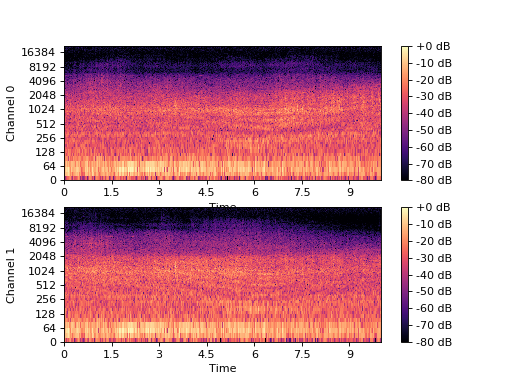 16384
8192
4096
2048
1024
512
256
128
64
0
Channel 0
0 1.5 3 4.5 6 7.5 9
Time
+0 dB
-10 dB
-20 dB
-30 dB
-40 dB
-50 dB
-60 dB
-70 dB
-80 dB
16384
8192
4096
2048
1024
512
256
128
64
0
Channel 1
0 1.5 3 4.5 6 7.5 9
Time
+0 dB
-10 dB
-20 dB
-30 dB
-40 dB
-50 dB
-60 dB
-70 dB
-80 dB